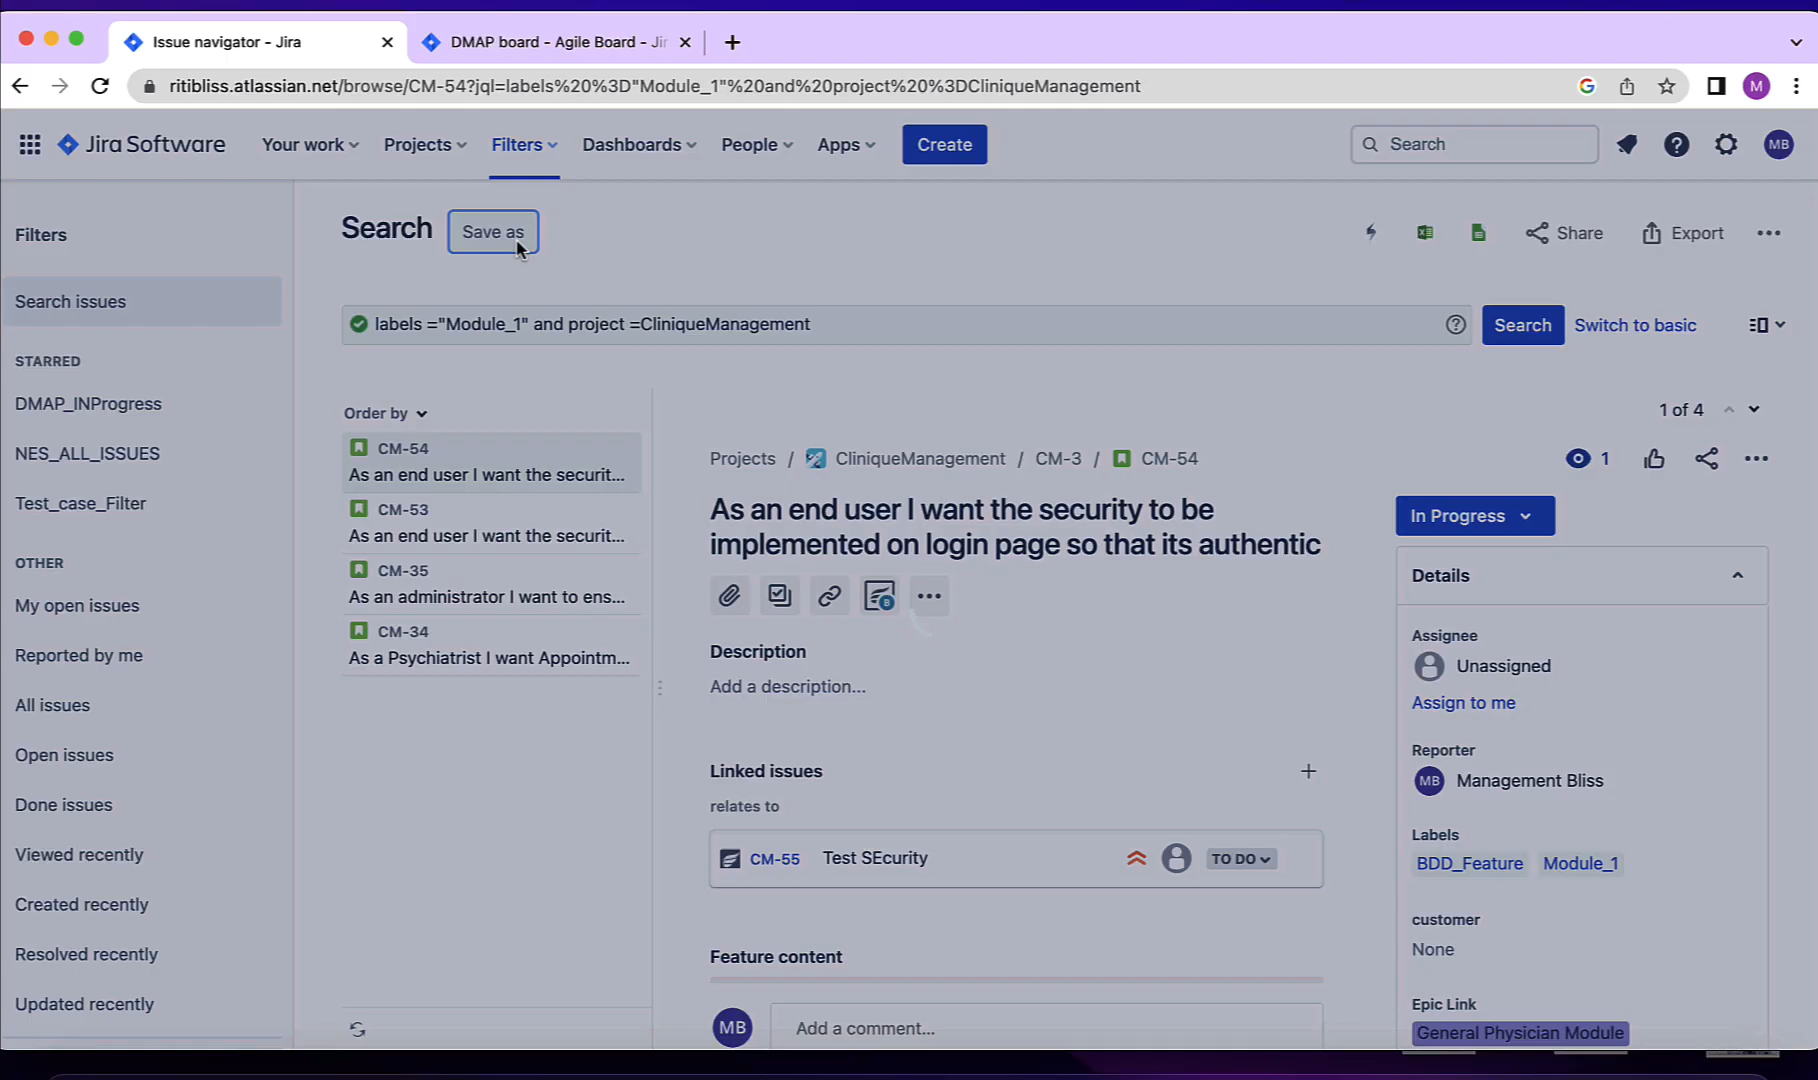 Issue navigator - Jira
DMAP board - Agile Board - Jir
ritibliss.atlassian.net/browse/CM-54?jql=labels%20%3D"Module_1"%20and%20project%20%3DCliniqueManagement
G
M
Jira Software
Your work
Projects
Filters
Dashboards
People
Apps
Create
Search
MB
Filters
Search issues
STARRED
DMAP_INProgress
NES_ALL_ISSUES
Test_case_Filter
OTHER
My open issues
Reported by me
All issues
Open issues
Done issues
Viewed recently
Created recently
Resolved recently
Updated recently
Search
Save as
Share
Export
labels ="Module_1" and project =CliniqueManagement
Search
Switch to basic
Order by
CM-54
As an end user I want the securit...
CM-53
As an end user I want the securit...
CM-35
As an administrator I want to ens...
CM-34
As a Psychiatrist I want Appointm...
1 of 4
Projects / CliniqueManagement / CM-3 / CM-54
1
As an end user I want the security to be
implemented on login page so that its authentic
B
Description
Add a description...
Linked issues
relates to
CM-55 Test SEcurity TO DO
Feature content
MB
Add a comment...
In Progress
Details
Assignee
Unassigned
Assign to me
Reporter
MB Management Bliss
Labels
BDD_Feature Module_1
customer
None
Epic Link
General Physician Module